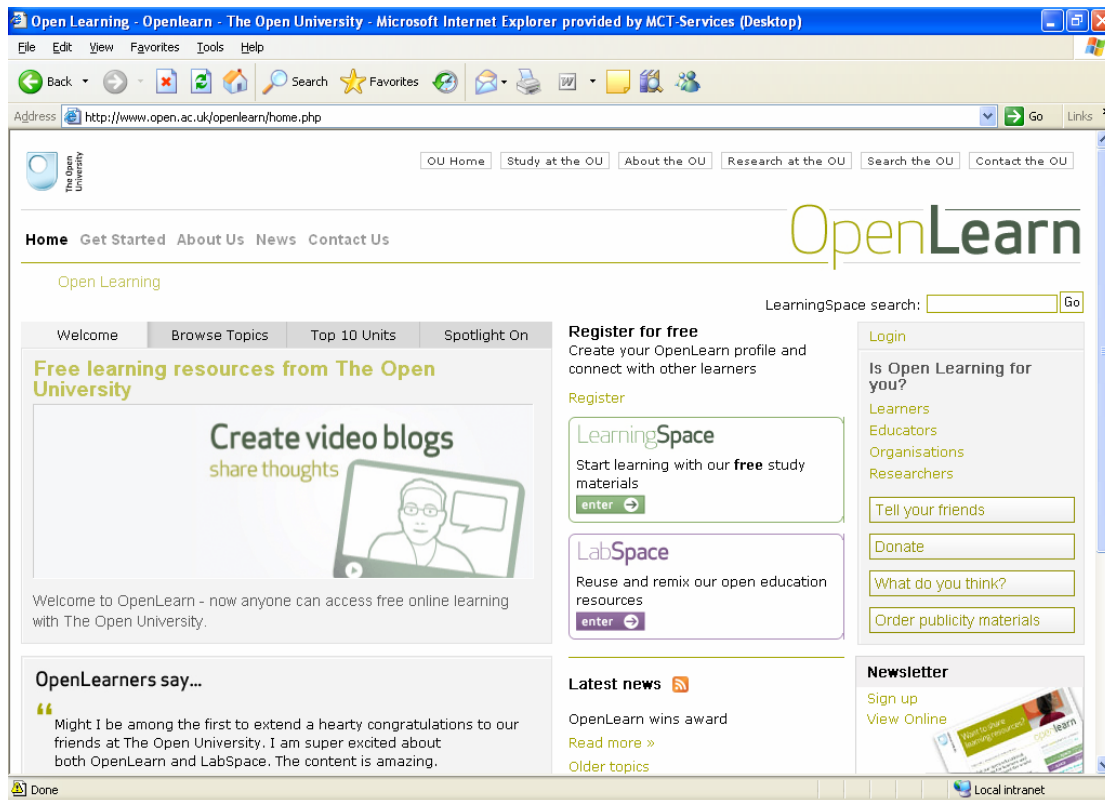 Open Learning - Openlearn - The Open University - Microsoft Internet Explorer provided by MCT-Services (Desktop)
File Edit View Favorites Tools Help
Back Search Favorites
Address http://www.open.ac.uk/openlearn/home.php Go Links
The Open
University
OU Home Study at the OU About the OU Research at the OU Search the OU Contact the OU
OpenLearn
Home Get Started About Us News Contact Us
Open Learning
LearningSpace search: Go
Welcome Browse Topics Top 10 Units Spotlight On
Free learning resources from The Open
University
Create video blogs
share thoughts
Welcome to OpenLearn - now anyone can access free online learning
with The Open University.
OpenLearners say...
“
Might I be among the first to extend a hearty congratulations to our
friends at The Open University. I am super excited about
both OpenLearn and LabSpace. The content is amazing.
Register for free
Create your OpenLearn profile and
connect with other learners
Register
LearningSpace
Start learning with our free study
materials
enter
LabSpace
Reuse and remix our open education
resources
enter
Latest news
OpenLearn wins award
Read more »
Older topics
Login
Is Open Learning for
you?
Learners
Educators
Organisations
Researchers
Tell your friends
Donate
What do you think?
Order publicity materials
Newsletter
Sign up
View Online
Want to share
learning resources?
openlearn
Done Local intranet